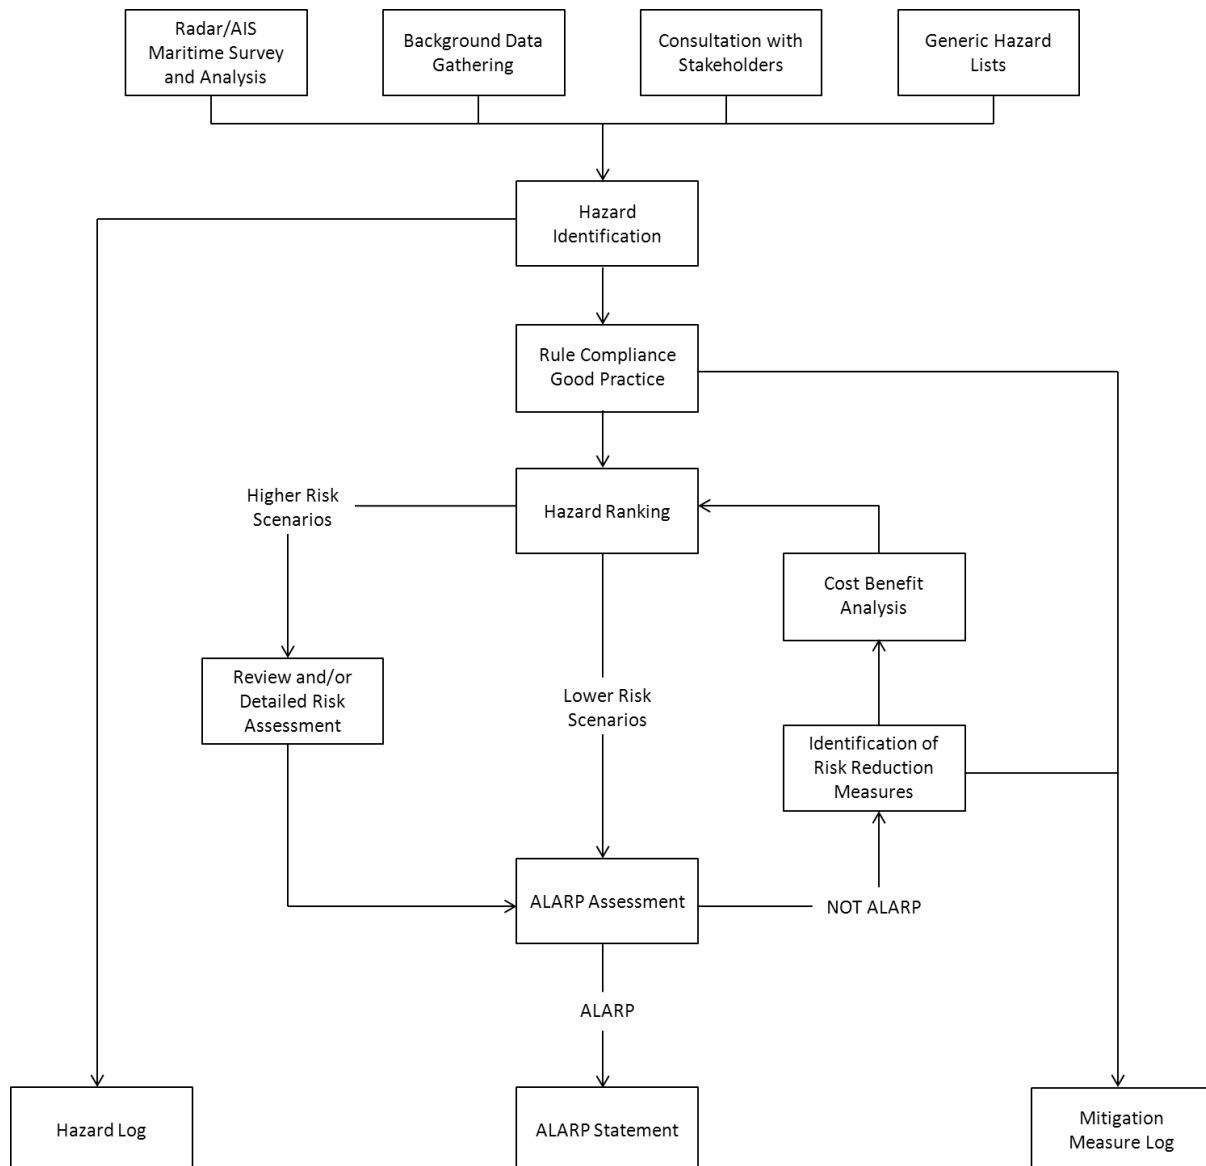 Radar/AIS
Maritime Survey
and Analysis
Background Data
Gathering
Consultation with
Stakeholders
Generic Hazard
Lists
Hazard
Identification
Rule Compliance
Good Practice
Higher Risk
Scenarios
Hazard Ranking
Cost Benefit
Analysis
Review and/or
Detailed Risk
Assessment
Lower Risk
Scenarios
Identification of
Risk Reduction
Measures
ALARP Assessment
NOT ALARP
ALARP
Hazard Log
ALARP Statement
Mitigation
Measure Log